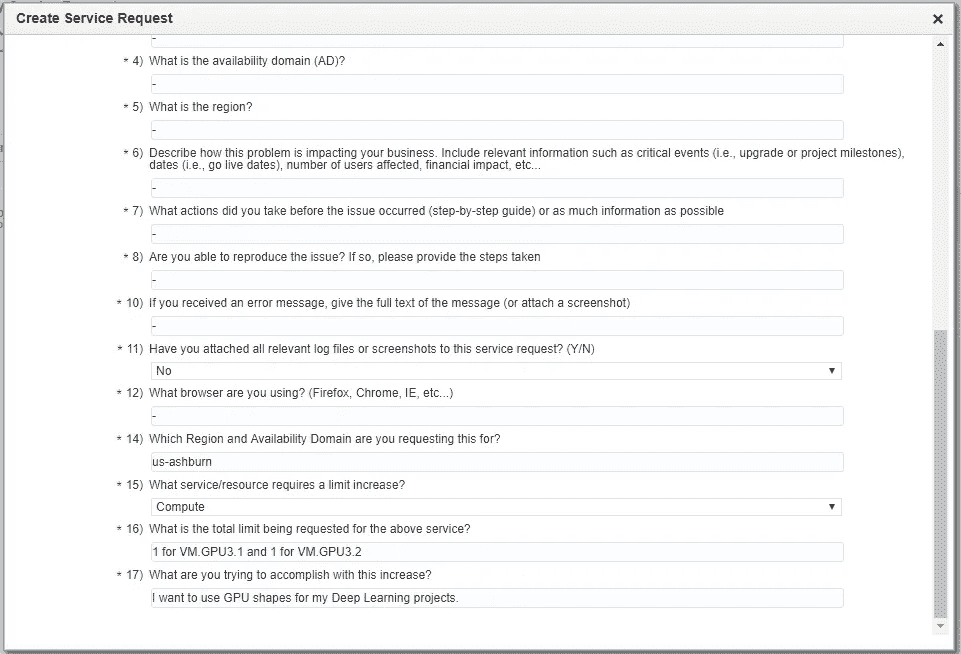 Create Service Request
-
* 4) What is the availability domain (AD)?
-
* 5) What is the region?
-
* 6) Describe how this problem is impacting your business. Include relevant information such as critical events (i.e., upgrade or project milestones),
dates (i.e., go live dates), number of users affected, financial impact, etc...
-
* 7) What actions did you take before the issue occurred (step-by-step guide) or as much information as possible
-
* 8) Are you able to reproduce the issue? If so, please provide the steps taken
-
* 10) If you received an error message, give the full text of the message (or attach a screenshot)
-
* 11) Have you attached all relevant log files or screenshots to this service request? (Y/N)
No
* 12) What browser are you using? (Firefox, Chrome, IE, etc...)
-
* 14) Which Region and Availability Domain are you requesting this for?
us-ashburn
* 15) What service/resource requires a limit increase?
Compute
* 16) What is the total limit being requested for the above service?
1 for VM.GPU3.1 and 1 for VM.GPU3.2
* 17) What are you trying to accomplish with this increase?
I want to use GPU shapes for my Deep Learning projects.